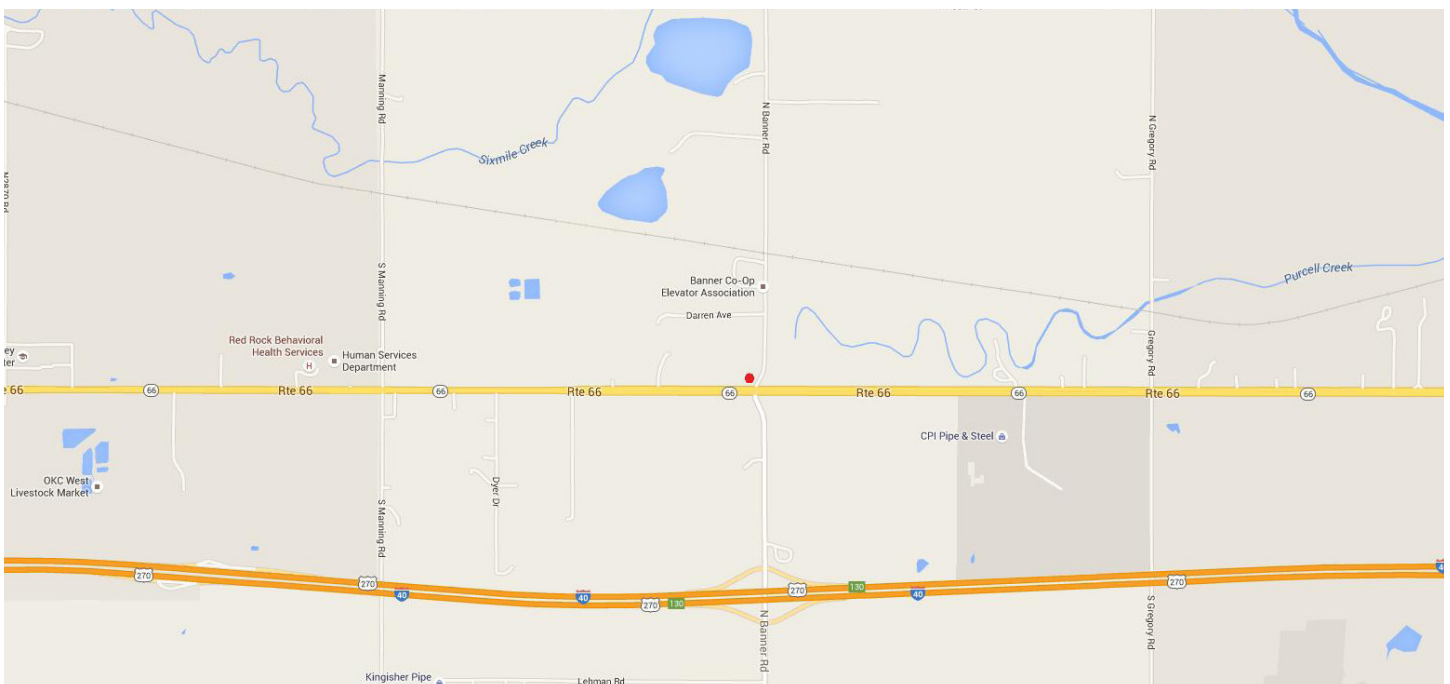 Manning Rd
N Banner Rd
N Gregory Rd
Sixmile Creek
S Manning Rd
Purcell Creek
Banner Co-Op
Elevator Association
Darren Ave
Red Rock Behavioral
Health Services
H
Human Services
Department
Gregory Rd
66
Rte 66
66
Rte 66
66
Rte 66
66
Rte 66
66
CPI Pipe & Steel
OKC West
Livestock Market
Dyer Dr
S Manning Rd
270
270
40
40
270
130
270
130
40
270
N Banner Rd
S Gregory Rd
Kingisher Pipe
Lehman Rd